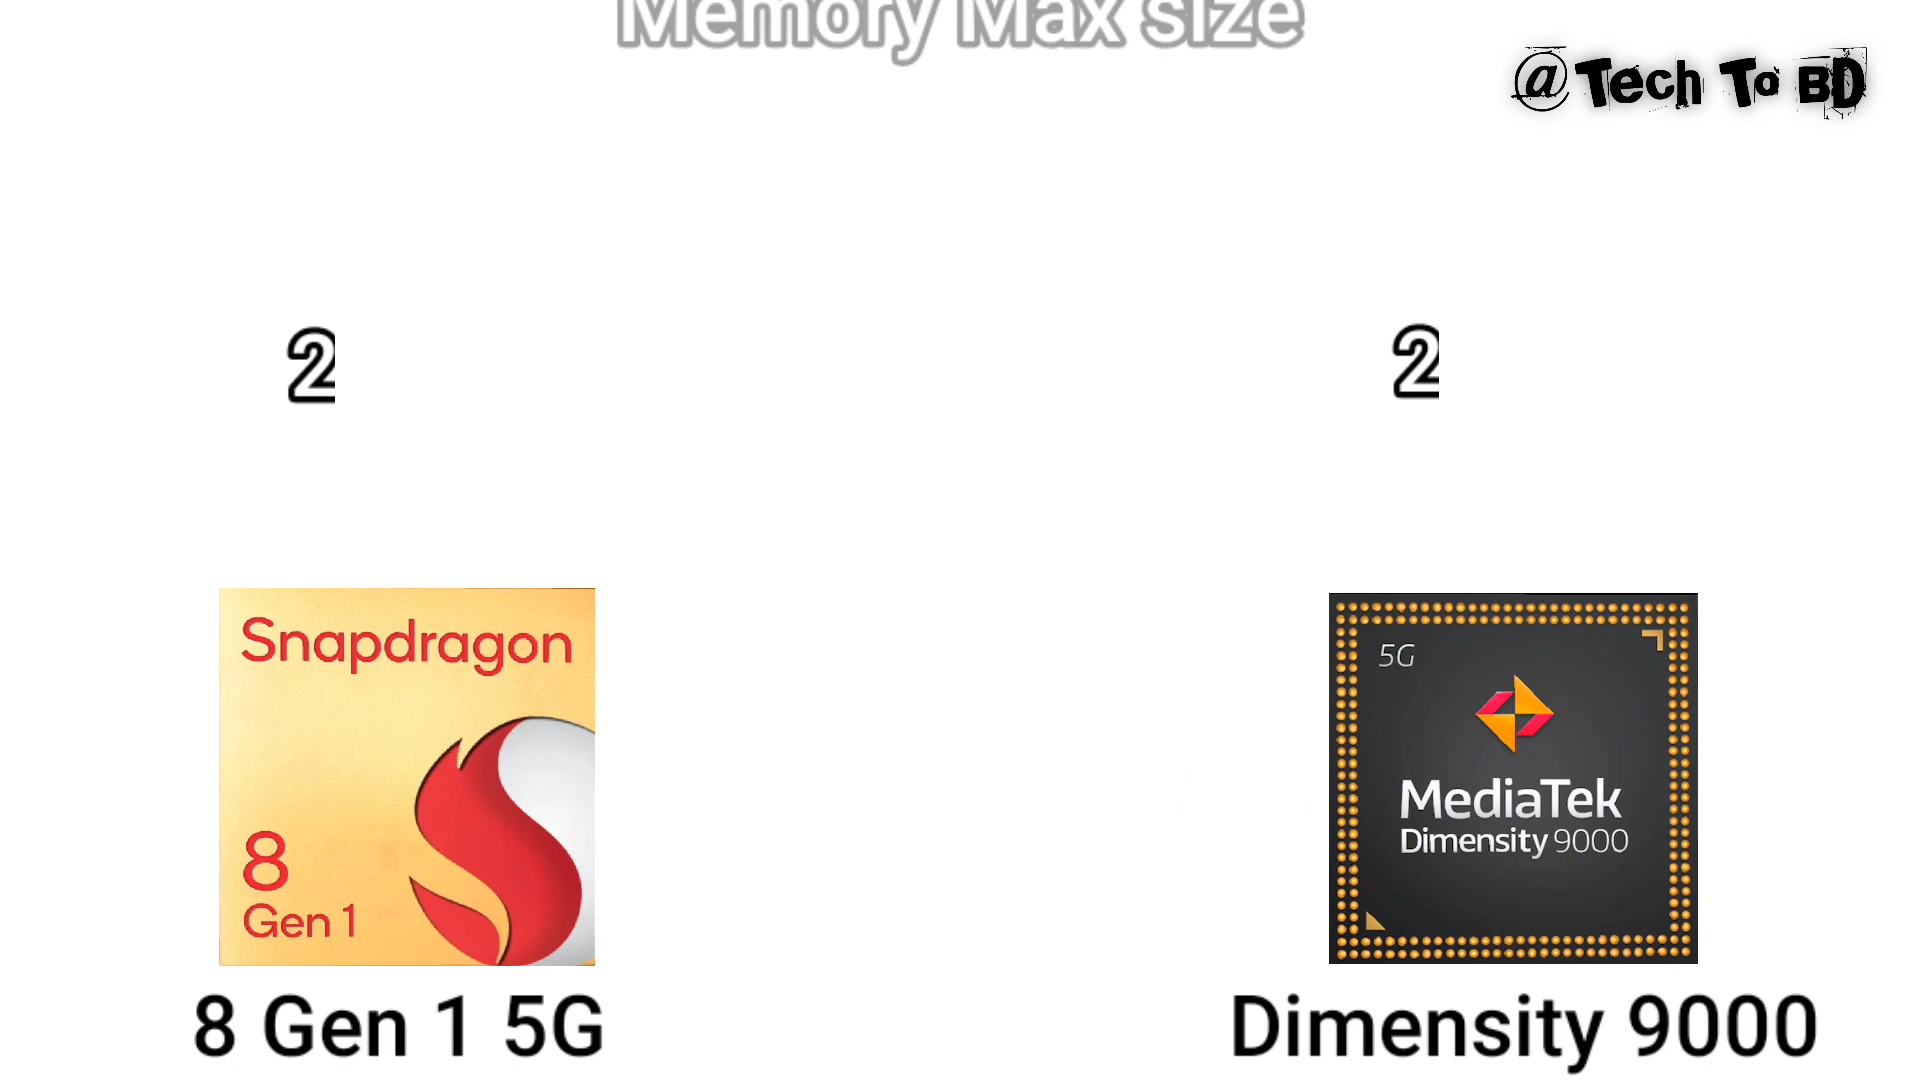 Memory Max size
@Tech To BD
2
2
Snapdragon
8
Gen 1
5G
MediaTek
Dimensity 9000
8 Gen 1 5G
Dimensity 9000